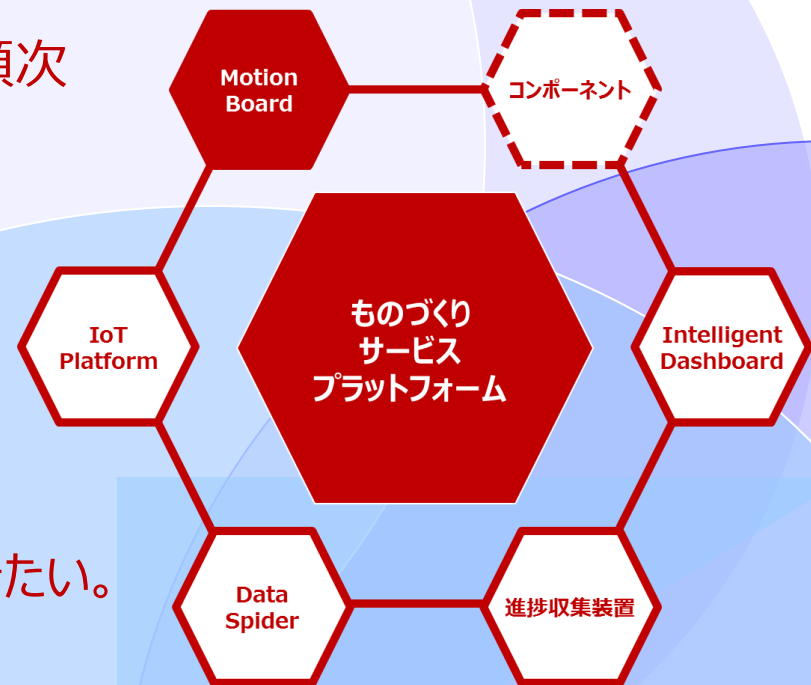 順次
Motion
Board
コンポーネント
IoT
Platform
ものづくり
サービス
プラットフォーム
Intelligent
Dashboard
たい。
Data
Spider
進捗収集装置